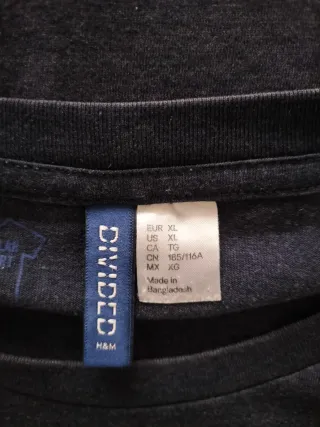 DIVIDED
H&M
EUR XL
US XL
CA TG
CN 185/116A
MX XG
Made in
Bangladesh